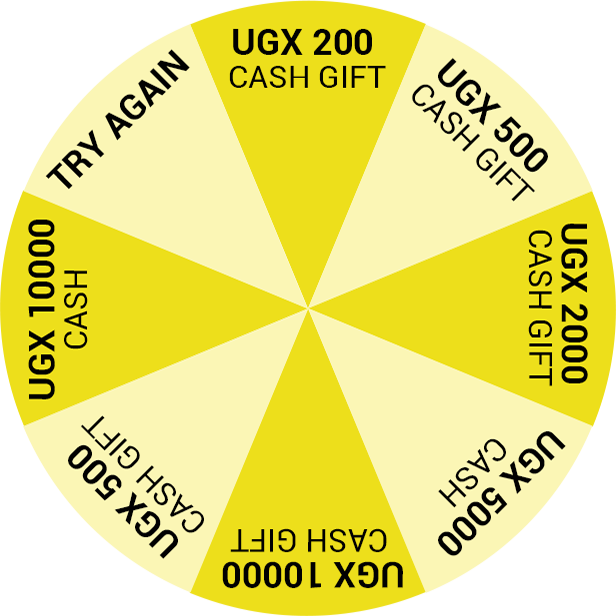 UGX 200
CASH GIFT
UGX 500
CASH GIFT
UGX 2000
CASH GIFT
UGX 5000
CASH
UGX 10000
CASH GIFT
UGX 500
CASH GIFT
UGX 10000
CASH
TRY AGAIN